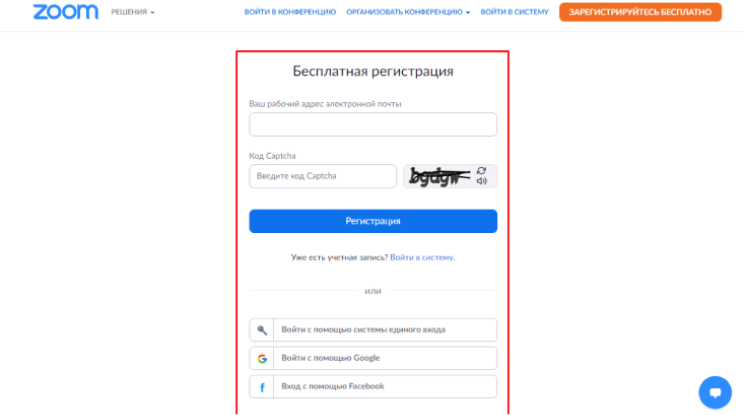 zoom РЕШЕНИЯ ВОЙТИ В КОНФЕРЕНЦИЮ ОРГАНИЗОВАТЬ КОНФЕРЕНЦИЮ ВОЙТИ В СИСТЕМУ ЗАРЕГИСТРИРУЙТЕСЬ БЕСПЛАТНО
Бесплатная регистрация
Ваш рабочий адрес электронной почты
Код Captcha
Введите код Captcha
Регистрация
Уже есть учетная запись? Войти в систему.
или
Войти с помощью системы единого входа
Войти с помощью Google
Вход с помощью Facebook